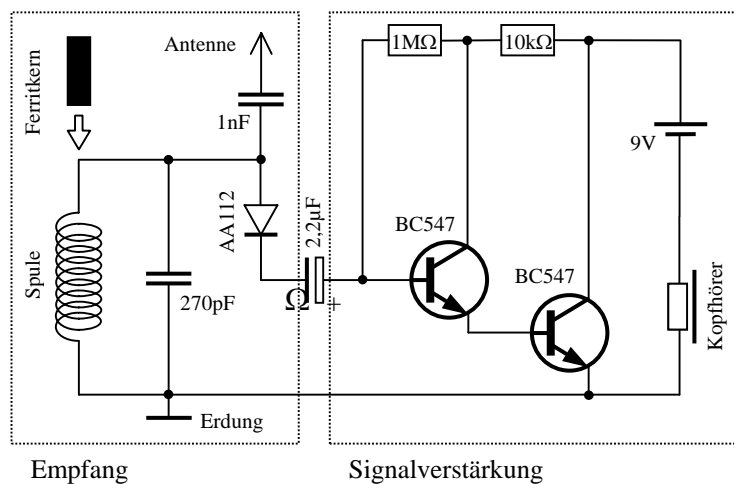 Antenne
1MΩ
10kΩ
Ferritkern
1nF
9V
AA112
2,2µF
BC547
BC547
Spule
270pF
Ω
+
Kopfhörer
Erdung
Empfang
Signalverstärkung